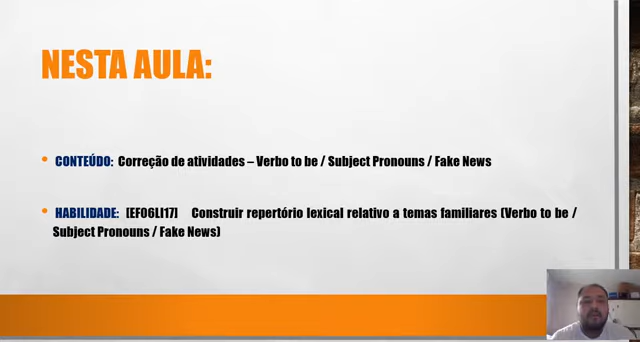 NESTA AULA:
• CONTEÚDO: Correção de atividades – Verbo to be / Subject Pronouns / Fake News
• HABILIDADE: [EF06LI17] Construir repertório lexical relativo a temas familiares (Verbo to be /
Subject Pronouns / Fake News)